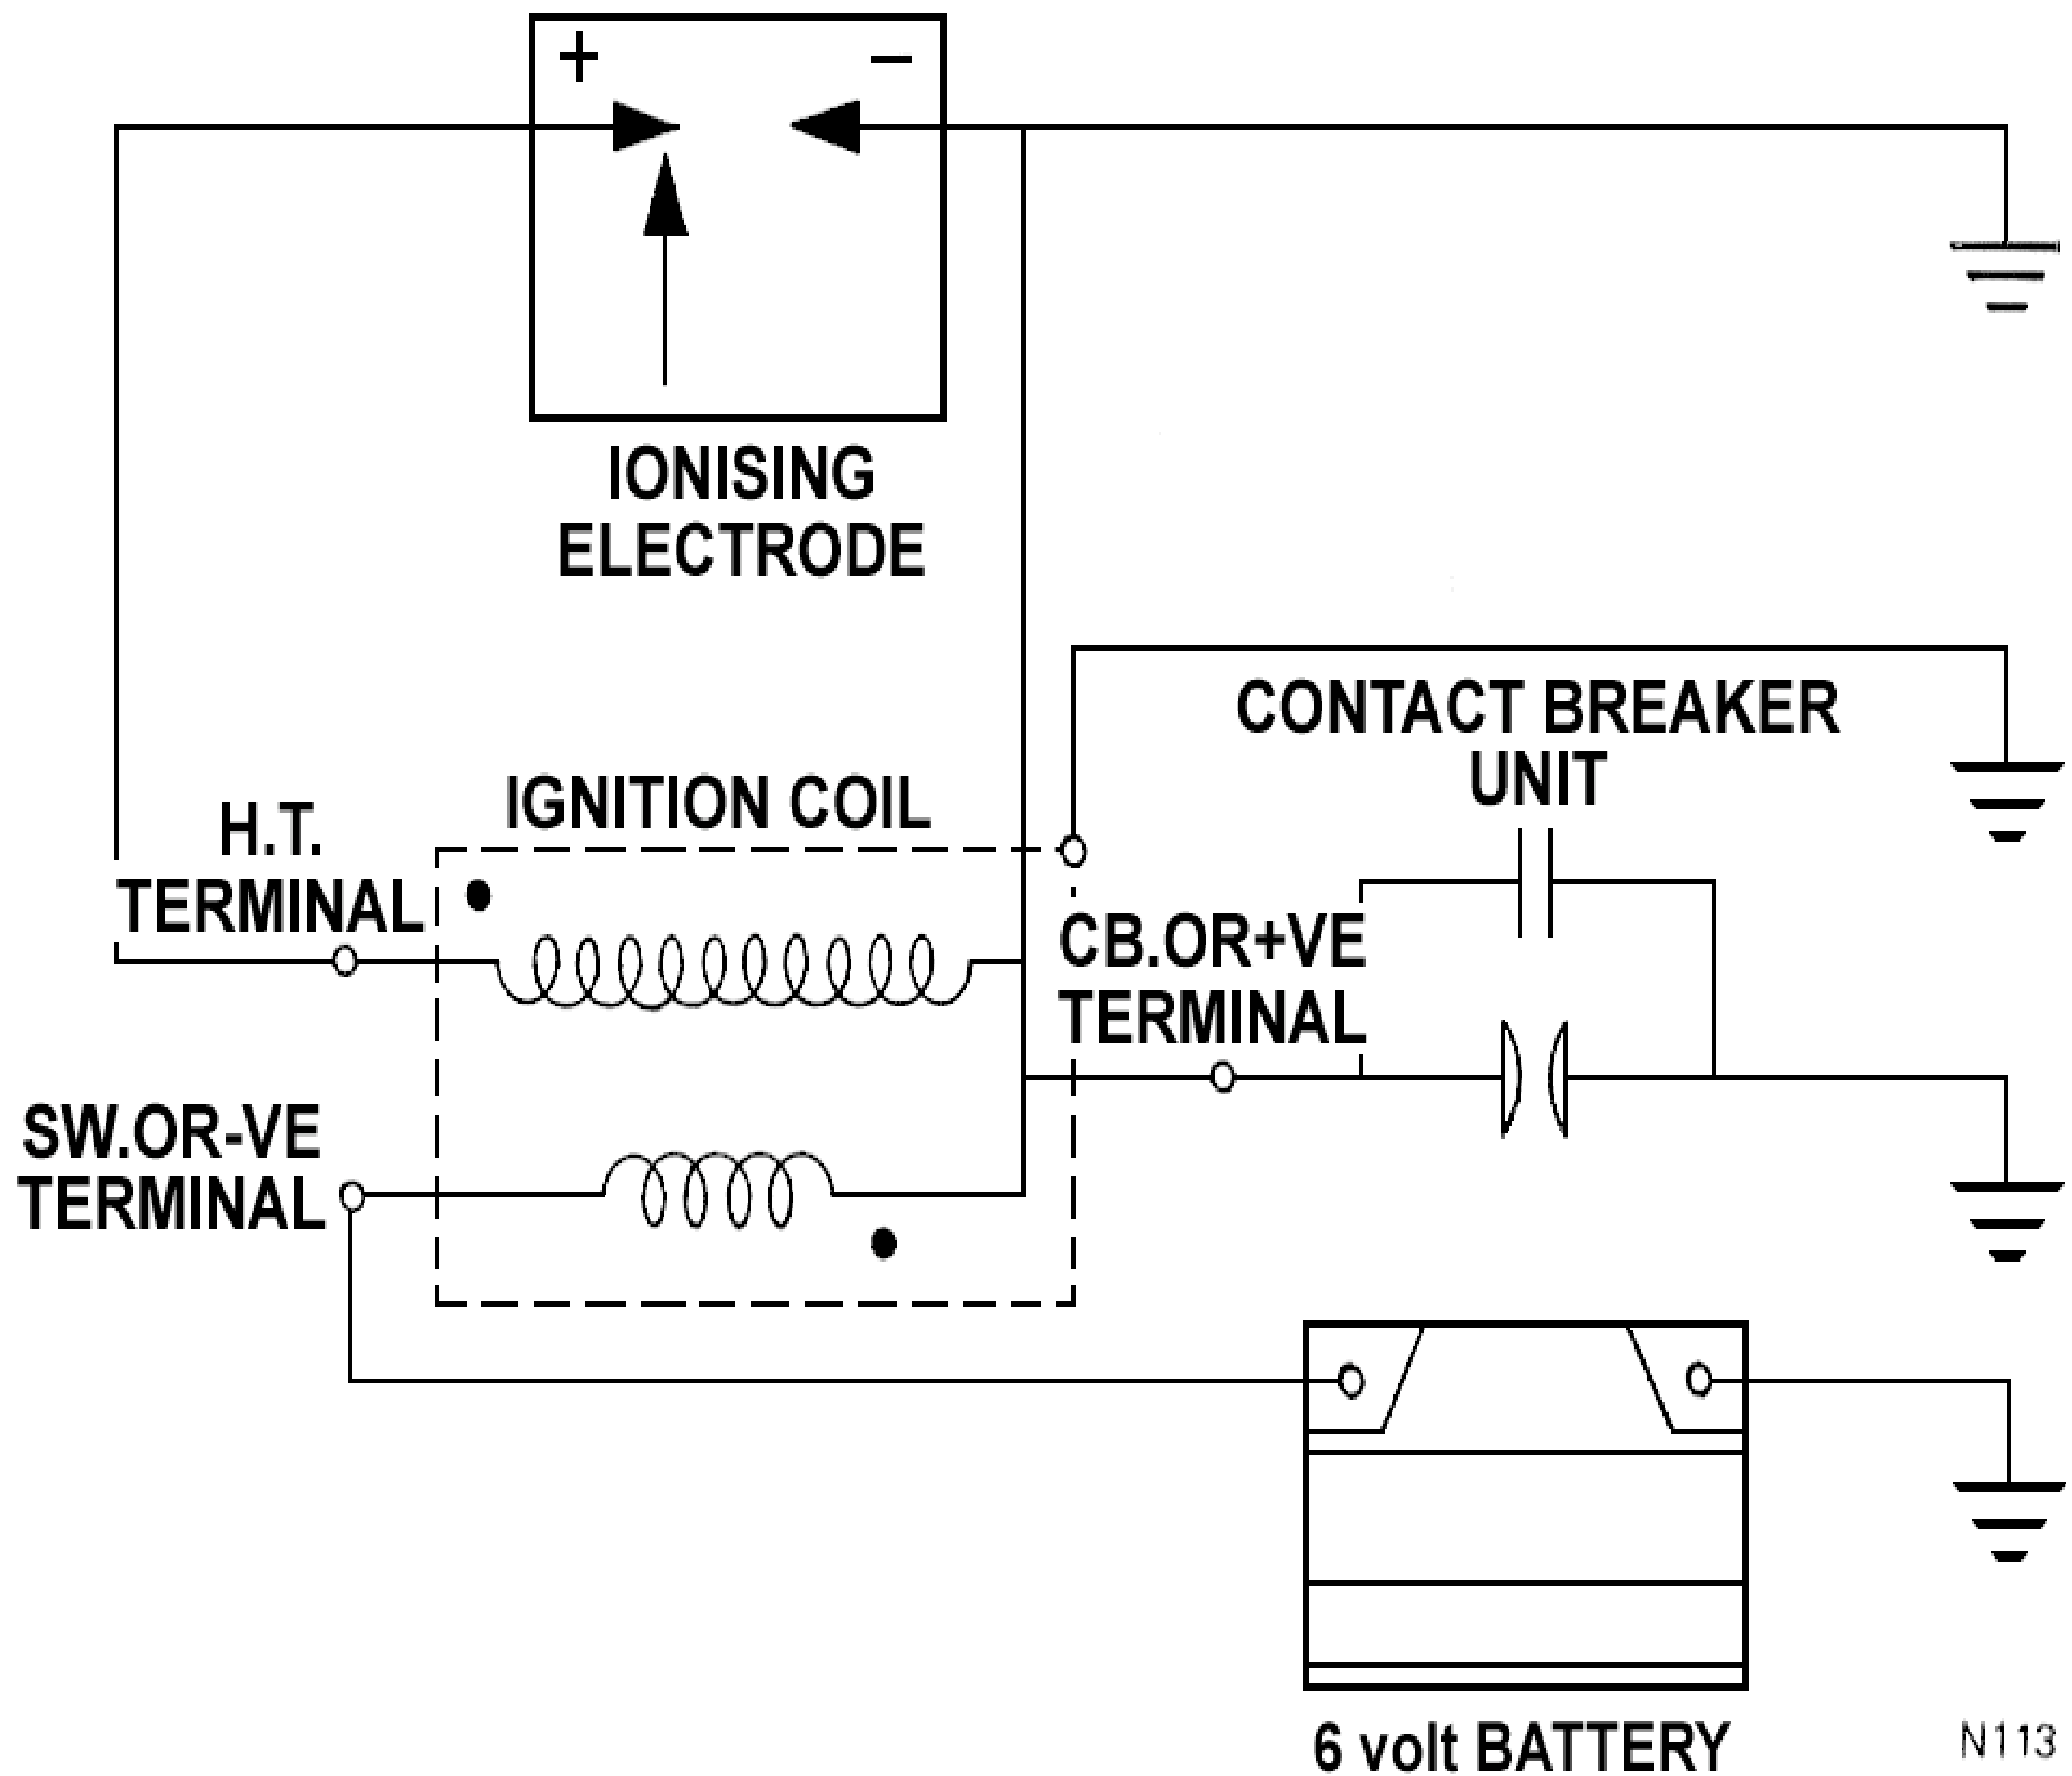 + −
IONISING
ELECTRODE
CONTACT BREAKER
UNIT
IGNITION COIL
H.T.
TERMINAL
CB.OR+VE
TERMINAL
SW.OR-VE
TERMINAL
6 volt BATTERY
N113